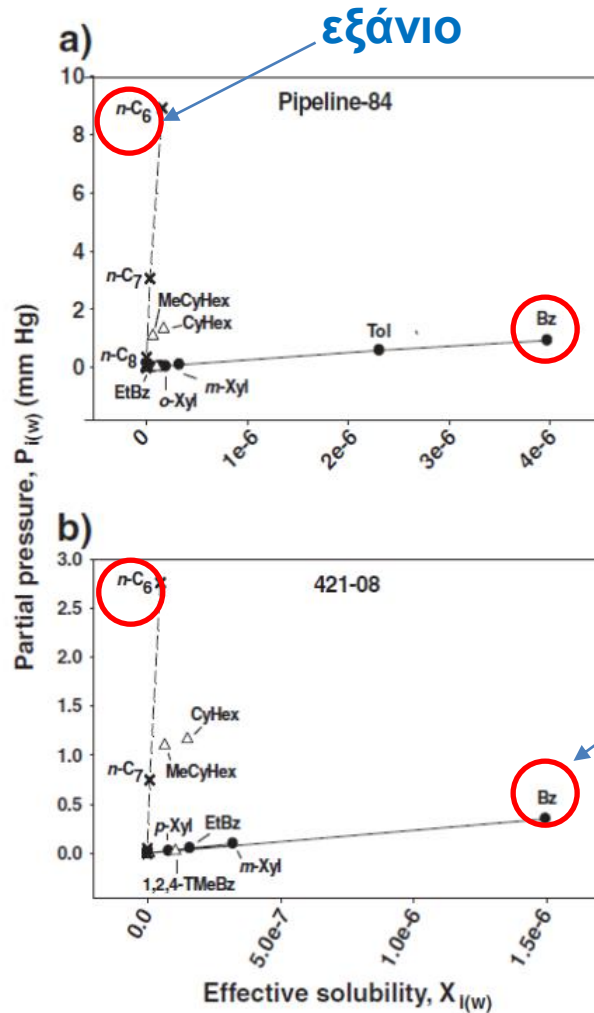 εξάνιο
a)
Pipeline-84
Partial pressure, P i(w) (mm Hg)
10
8
6
4
2
0
n-C6
n-C7
MeCyHex
CyHex
n-C8
EtBz
o-Xyl
m-Xyl
Tol
Bz
0
1e-6
2e-6
3e-6
4e-6
b)
421-08
3.0
2.5
2.0
1.5
1.0
0.5
0.0
n-C6
CyHex
MeCyHex
n-C7
p-Xyl
EtBz
m-Xyl
1,2,4-TMeBz
Bz
0.0
5.0e-7
1.0e-6
1.5e-6
Effective solubility, X i(w)